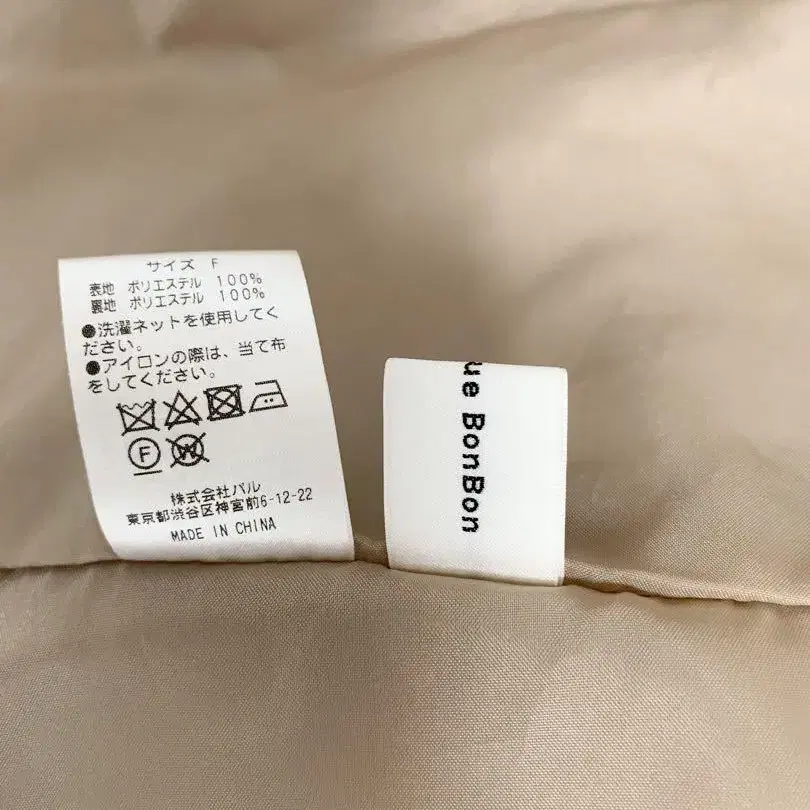 サイズ F
表地 ポリエステル 100%
裏地 ポリエステル 100%
●洗濯ネットを使用してく
ださい。
●アイロンの際は、当て布
をしてください。
F W
株式会社パル
東京都渋谷区神宮前6-12-22
MADE IN CHINA
ue BonBon